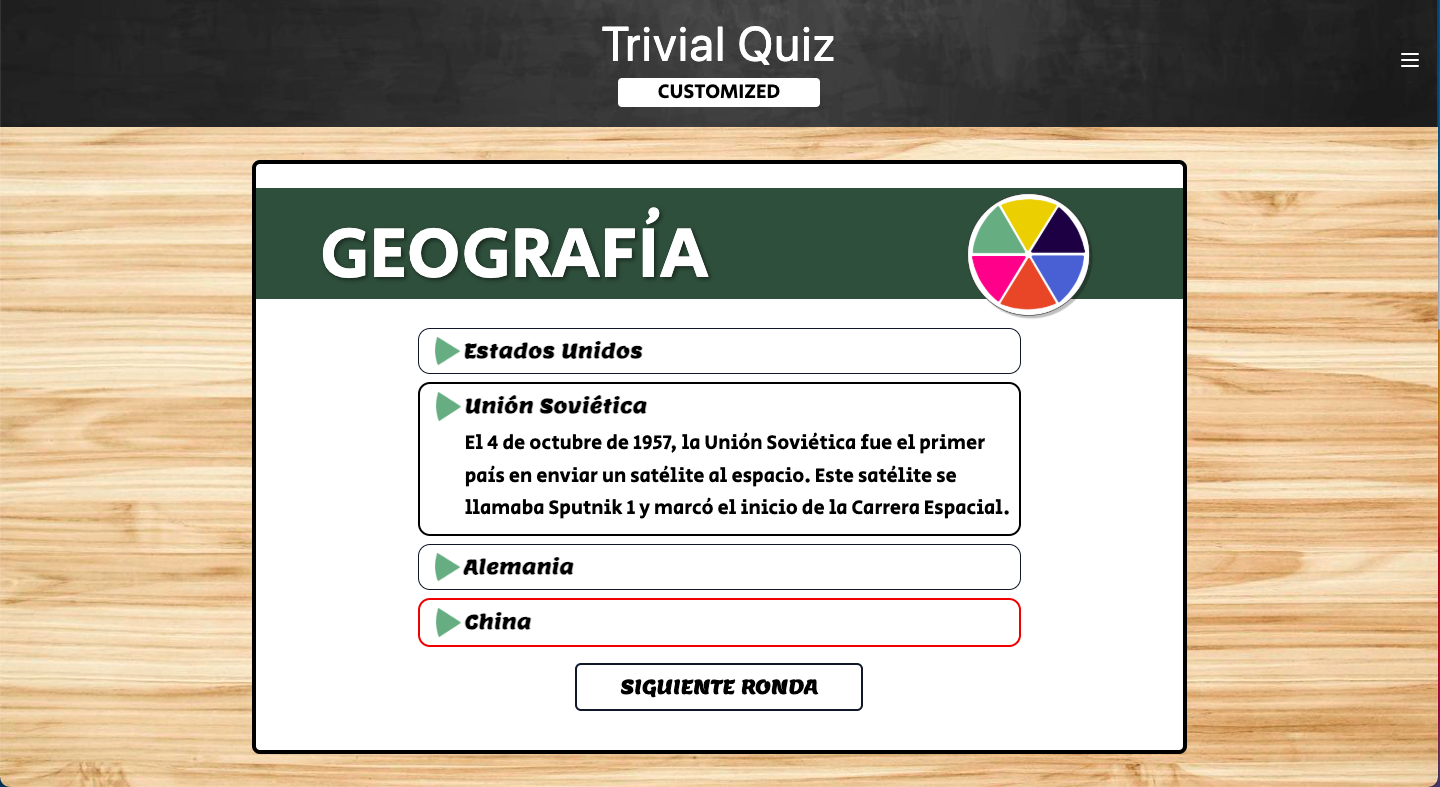 Trivial Quiz
CUSTOMIZED
GEOGRAFÍA
Estados Unidos
Unión Soviética
El 4 de octubre de 1957, la Unión Soviética fue el primer
país en enviar un satélite al espacio. Este satélite se
llamaba Sputnik 1 y marcó el inicio de la Carrera Espacial.
Alemania
China
SIGUIENTE RONDA